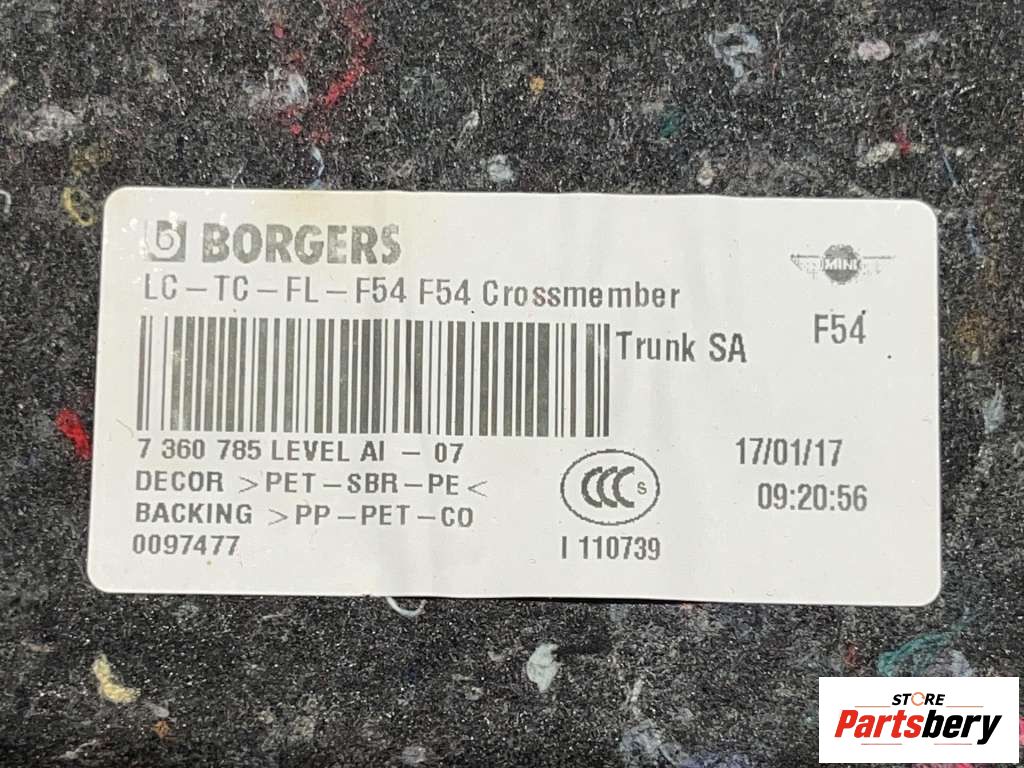 b BORGERS
LC-TC-FL-F54 F54 Crossmember
MINI
Trunk SA
F54
7 360 785 LEVEL AI - 07
DECOR >PET-SBR-PE<
BACKING >PP-PET-CO
0097477
CCC S
I 110739
17/01/17
09:20:56
STORE
Partsbery